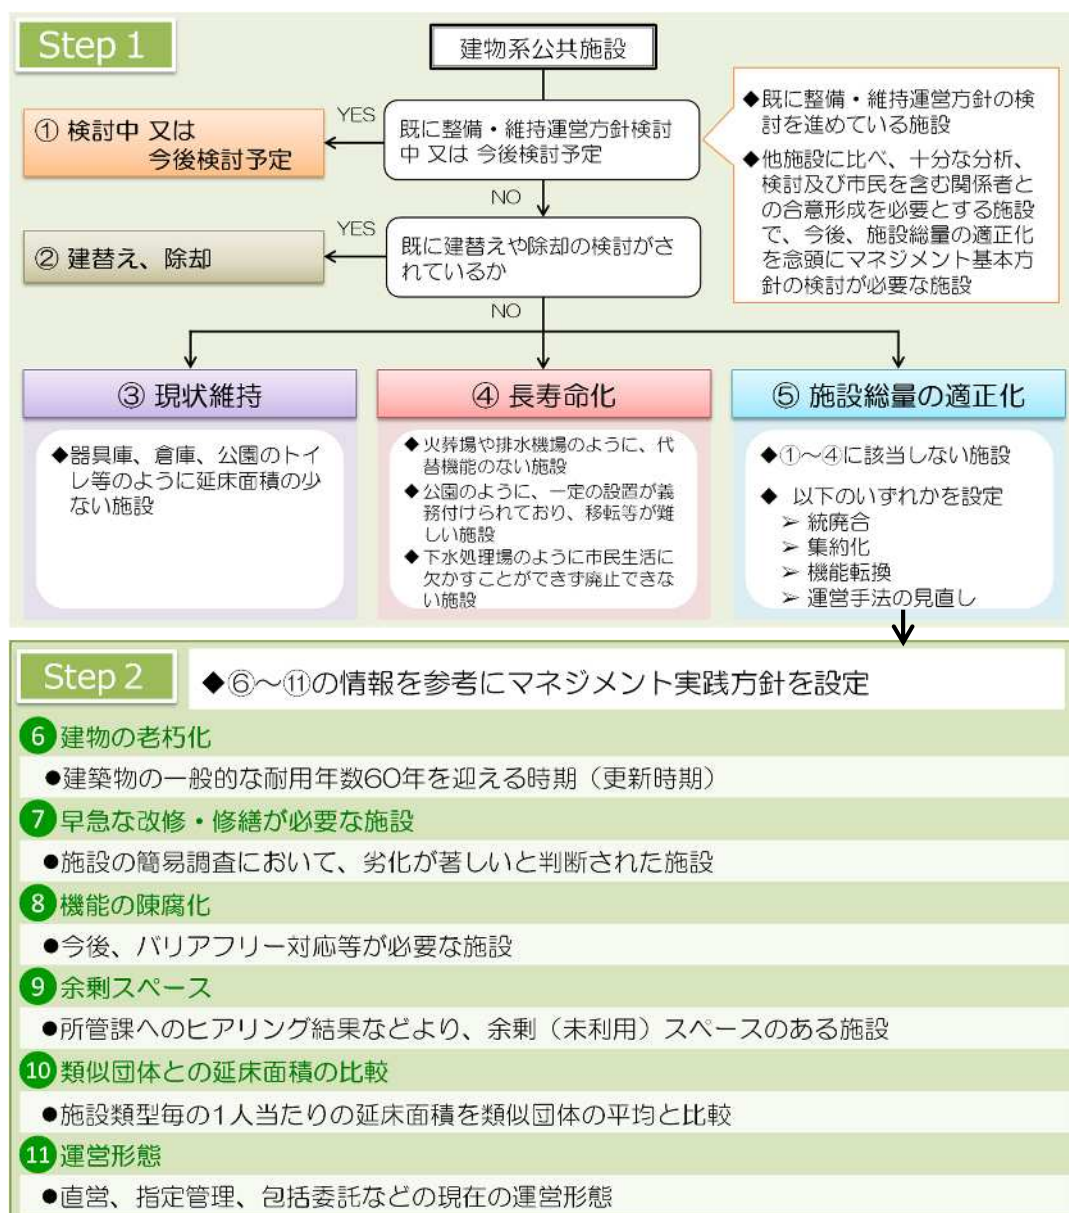 Step 1
建物系公共施設
YES
① 検討中 又は
今後検討予定
既に整備・維持運営方針検討
中 又は 今後検討予定
◆既に整備・維持運営方針の検
討を進めている施設
◆他施設に比べ、十分な分析、
検討及び市民を含む関係者と
の合意形成を必要とする施設
で、今後、施設総量の適正化
を念頭にマネジメント基本方
針の検討が必要な施設
NO
YES
② 建替え、除却
既に建替えや除却の検討がさ
れているか
NO
③ 現状維持
◆器具庫、倉庫、公園のトイ
レ等のように延床面積の少
ない施設
④ 長寿命化
◆火葬場や排水機場のように、代
替機能のない施設
◆公園のように、一定の設置が義
務付けられており、移転等が難
しい施設
◆下水処理場のように市民生活に
欠かすことができず廃止できな
い施設
⑤ 施設総量の適正化
◆①～④に該当しない施設
◆ 以下のいずれかを設定
➢ 統廃合
➢ 集約化
➢ 機能転換
➢ 運営手法の見直し
Step 2
◆⑥～⑪の情報を参考にマネジメント実践方針を設定
❻建物の老朽化
●建築物の一般的な耐用年数60年を迎える時期（更新時期）
❼早急な改修・修繕が必要な施設
●施設の簡易調査において、劣化が著しいと判断された施設
❽機能の陳腐化
●今後、バリアフリー対応等が必要な施設
❾余剰スペース
●所管課へのヒアリング結果などより、余剰（未利用）スペースのある施設
❿類似団体との延床面積の比較
●施設類型毎の1人当たりの延床面積を類似団体の平均と比較
⓫運営形態
●直営、指定管理、包括委託などの現在の運営形態